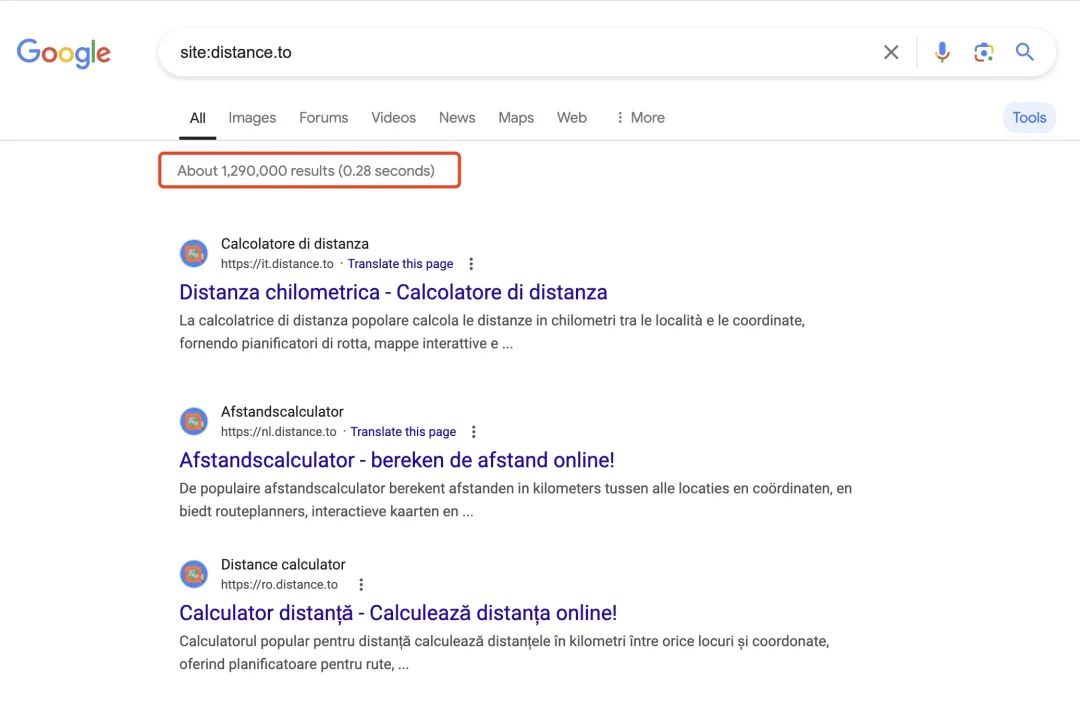 Google
site:distance.to
All Images Forums Videos News Maps Web More
Tools
About 1,290,000 results (0.28 seconds)
Calcolatore di distanza
https://it.distance.to · Translate this page
Distanza chilometrica - Calcolatore di distanza
La calcolatrice di distanza popolare calcola le distanze in chilometri tra le località e le coordinate,
fornendo pianificatori di rotta, mappe interattive e ...
Afstandscalculator
https://nl.distance.to · Translate this page
Afstandscalculator - bereken de afstand online!
De populaire afstandscalculator berekent afstanden in kilometers tussen alle locaties en coördinaten, en
biedt routeplanners, interactieve kaarten en ...
Distance calculator
https://ro.distance.to
Calculator distanță - Calculează distanța online!
Calculatorul popular pentru distanță calculează distanțele în kilometri între orice locuri și coordonate,
oferind planificatoare pentru rute, ...